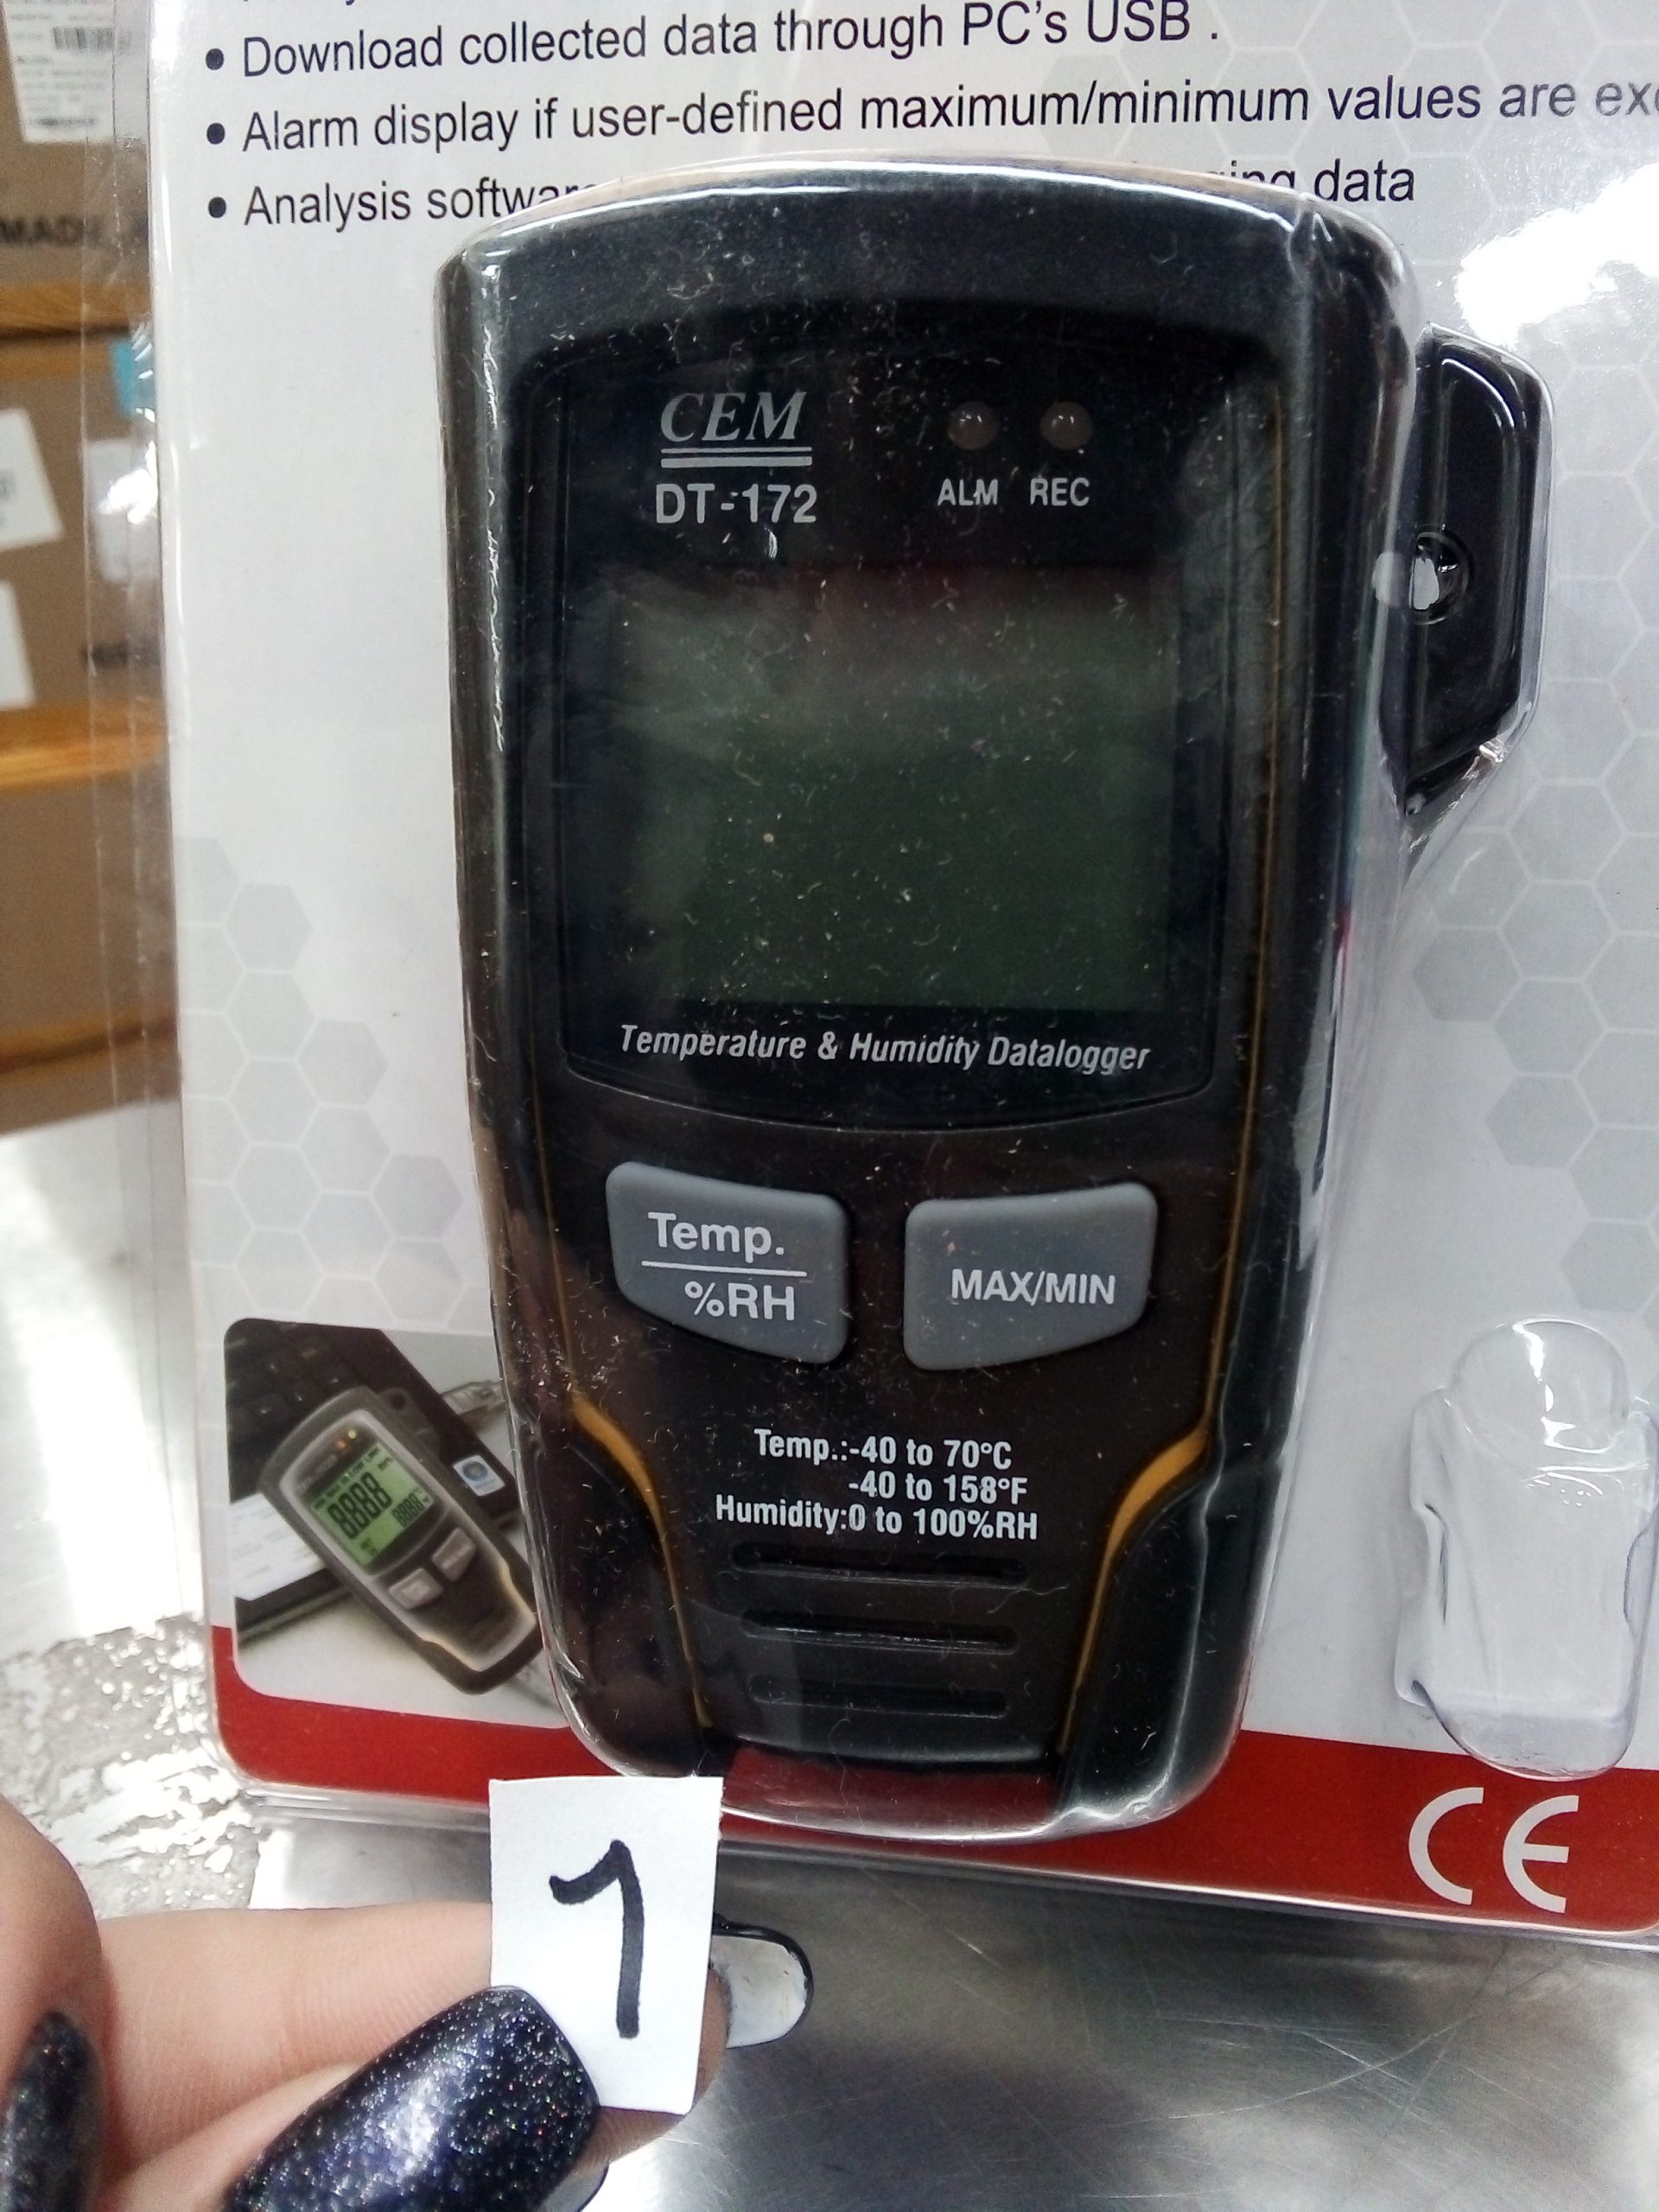 • Download collected data through PC's USB .
• Alarm display if user-defined maximum/minimum values are
• Analysis data
CEM
DT-172
ALM REC
Temperature & Humidity Datalogger
Temp.
%RH
MAX/MIN
Temp.:-40 to 70°C
-40 to 158°F
Humidity:0 to 100%RH
CE
1